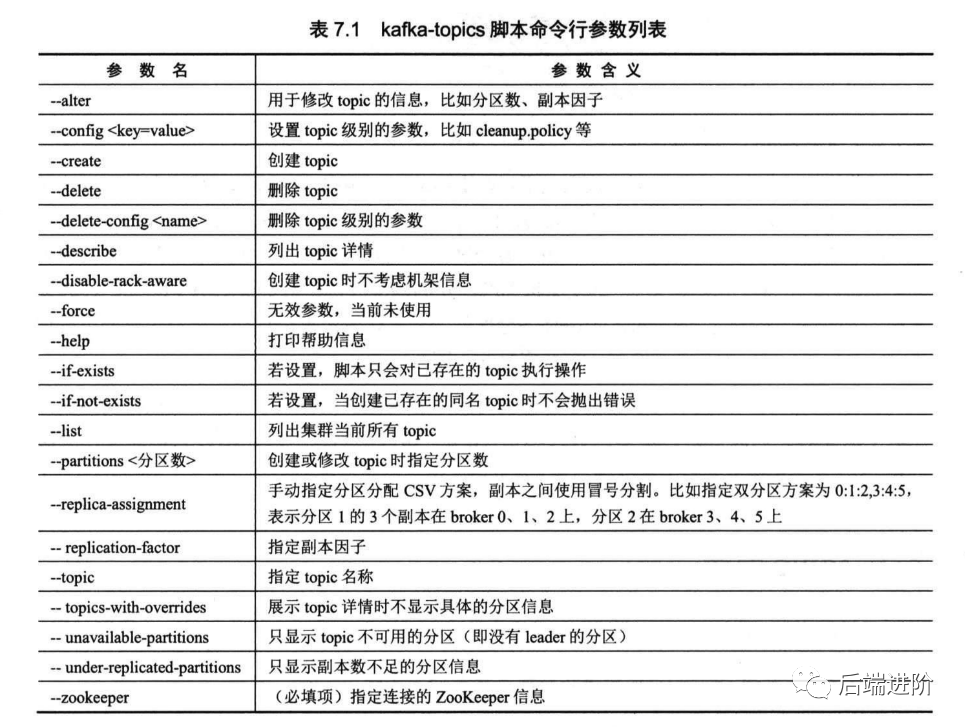 表 7.1 kafka-topics 脚本命令行参数列表
参 数 名 参 数 含 义
--alter 用于修改 topic 的信息，比如分区数、副本因子
--config <key=value> 设置 topic 级别的参数，比如 cleanup.policy 等
--create 创建 topic
--delete 删除 topic
--delete-config <name> 删除 topic 级别的参数
--describe 列出 topic 详情
--disable-rack-aware 创建 topic 时不考虑机架信息
--force 无效参数，当前未使用
--help 打印帮助信息
--if-exists 若设置，脚本只会对已存在的 topic 执行操作
--if-not-exists 若设置，当创建已存在的同名 topic 时不会抛出错误
--list 列出集群当前所有 topic
--partitions <分区数> 创建或修改 topic 时指定分区数
--replica-assignment 手动指定分区分配 CSV 方案，副本之间使用冒号分割。比如指定双分区方案为 0:1:2,3:4:5，
表示分区 1 的 3 个副本在 broker 0、1、2 上，分区 2 在 broker 3、4、5 上
-- replication-factor 指定副本因子
--topic 指定 topic 名称
-- topics-with-overrides 展示 topic 详情时不显示具体的分区信息
-- unavailable-partitions 只显示 topic 不可用的分区（即没有 leader 的分区）
-- under-replicated-partitions 只显示副本数不足的分区信息
--zookeeper （必填项）指定连接的 ZooKeeper 信息
后端进阶